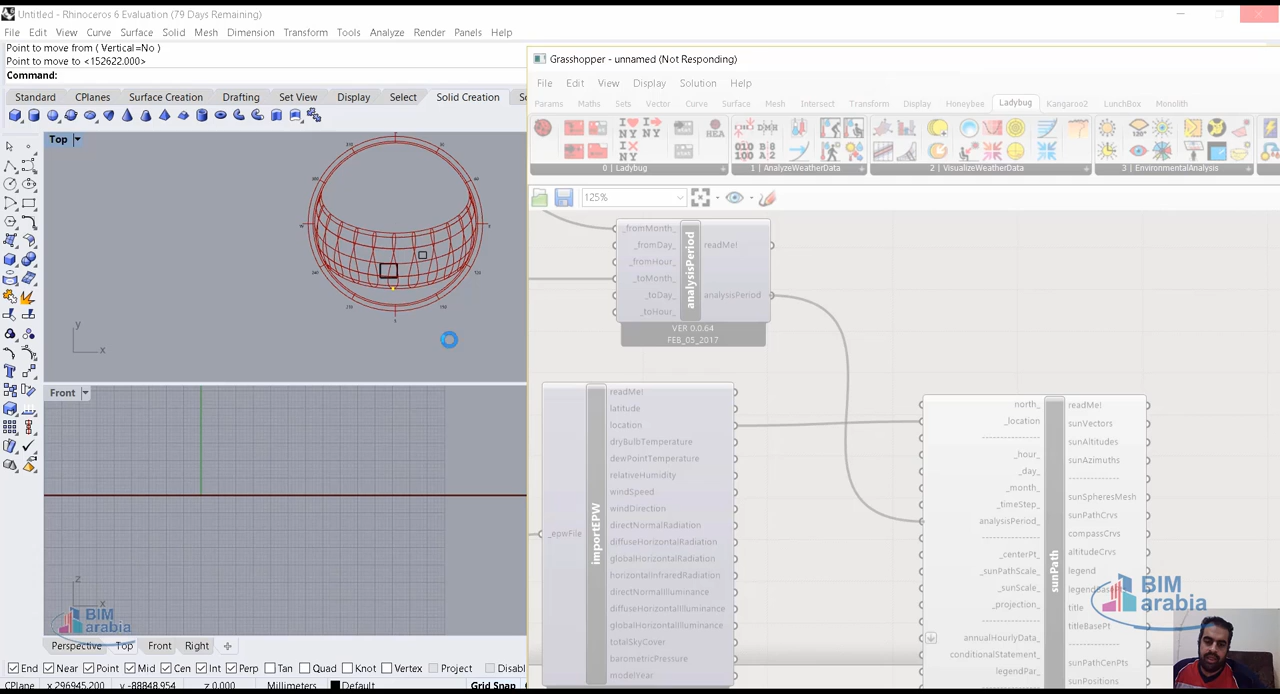 Untitled - Rhinoceros 6 Evaluation (79 Days Remaining)
File Edit View Curve Surface Solid Mesh Dimension Transform Tools Analyze Render Panels Help
Point to move from ( Vertical=No )
Point to move to <152622.000>
Command:
Standard CPlanes Surface Creation Drafting Set View Display Select Solid Creation
Top
y
x
Front
z
x
Perspective Top Front Right
End Near Point Mid Cen Int Perp Tan Quad Knot Vertex Project Disabl
CPlane x 296945.200 y -88848.954 z 0.000 Millimeters Default Grid Snap
Grasshopper - unnamed (Not Responding)
File Edit View Display Solution Help
Params Maths Sets Vector Curve Surface Mesh Intersect Transform Display Honeybee Ladybug Kangaroo2 LunchBox Monolith
0 | Ladybug
1 | AnalyzeWeatherData
2 | VisualizeWeatherData
3 | EnvironmentalAnalysis
125%
_fromMonth_
_fromDay_
_fromHour_
_toMonth_
_toDay_
_toHour_
analysisPeriod
readMe!
analysisPeriod
VER 0.0.64
FEB_05_2017
_epwFile
importEPW
readMe!
latitude
location
dryBulbTemperature
dewPointTemperature
relativeHumidity
windSpeed
windDirection
directNormalRadiation
diffuseHorizontalRadiation
globalHorizontalRadiation
horizontalInfraredRadiation
directNormalIlluminance
diffuseHorizontalIlluminance
globalHorizontalIlluminance
totalSkyCover
barometricPressure
modelYear
north_
_location
_hour_
_day_
_month_
_timeStep_
analysisPeriod_
_centerPt_
_sunPathScale_
_sunScale_
_projection_
annualHourlyData_
conditionalStatement_
legendPar_
sunPath
readMe!
sunVectors
sunAltitudes
sunAzimuths
sunSpheresMesh
sunPathCrvs
compassCrvs
altitudeCrvs
legend
title
titleBasePt
sunPathCenPts
sunPositions
BIM
arabia
BIM
arabia